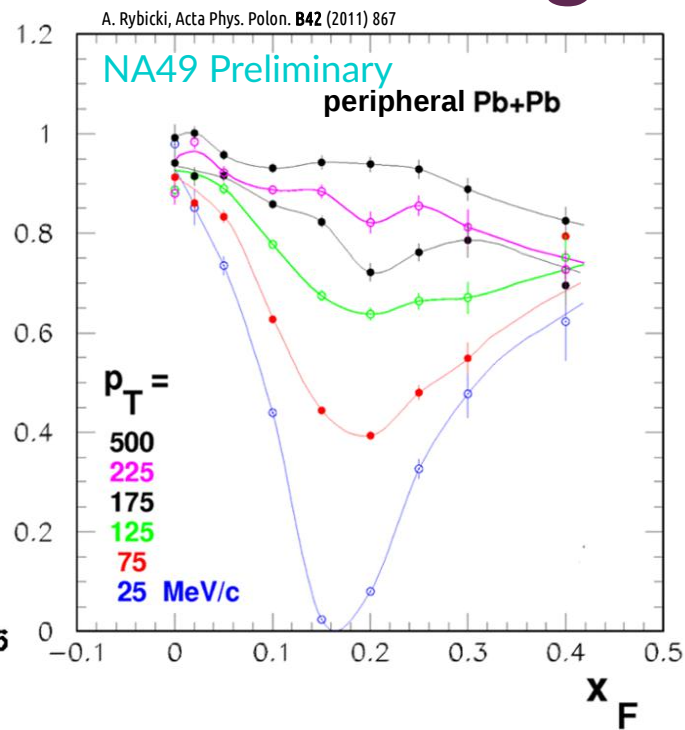 A. Rybicki, Acta Phys. Polon. B42 (2011) 867
1.2
NA49 Preliminary
peripheral Pb+Pb
1
0.8
0.6
p_T =
0.4
500
225
175
0.2
125
75
25 MeV/c
0
−0.1 0 0.1 0.2 0.3 0.4 0.5
x_F